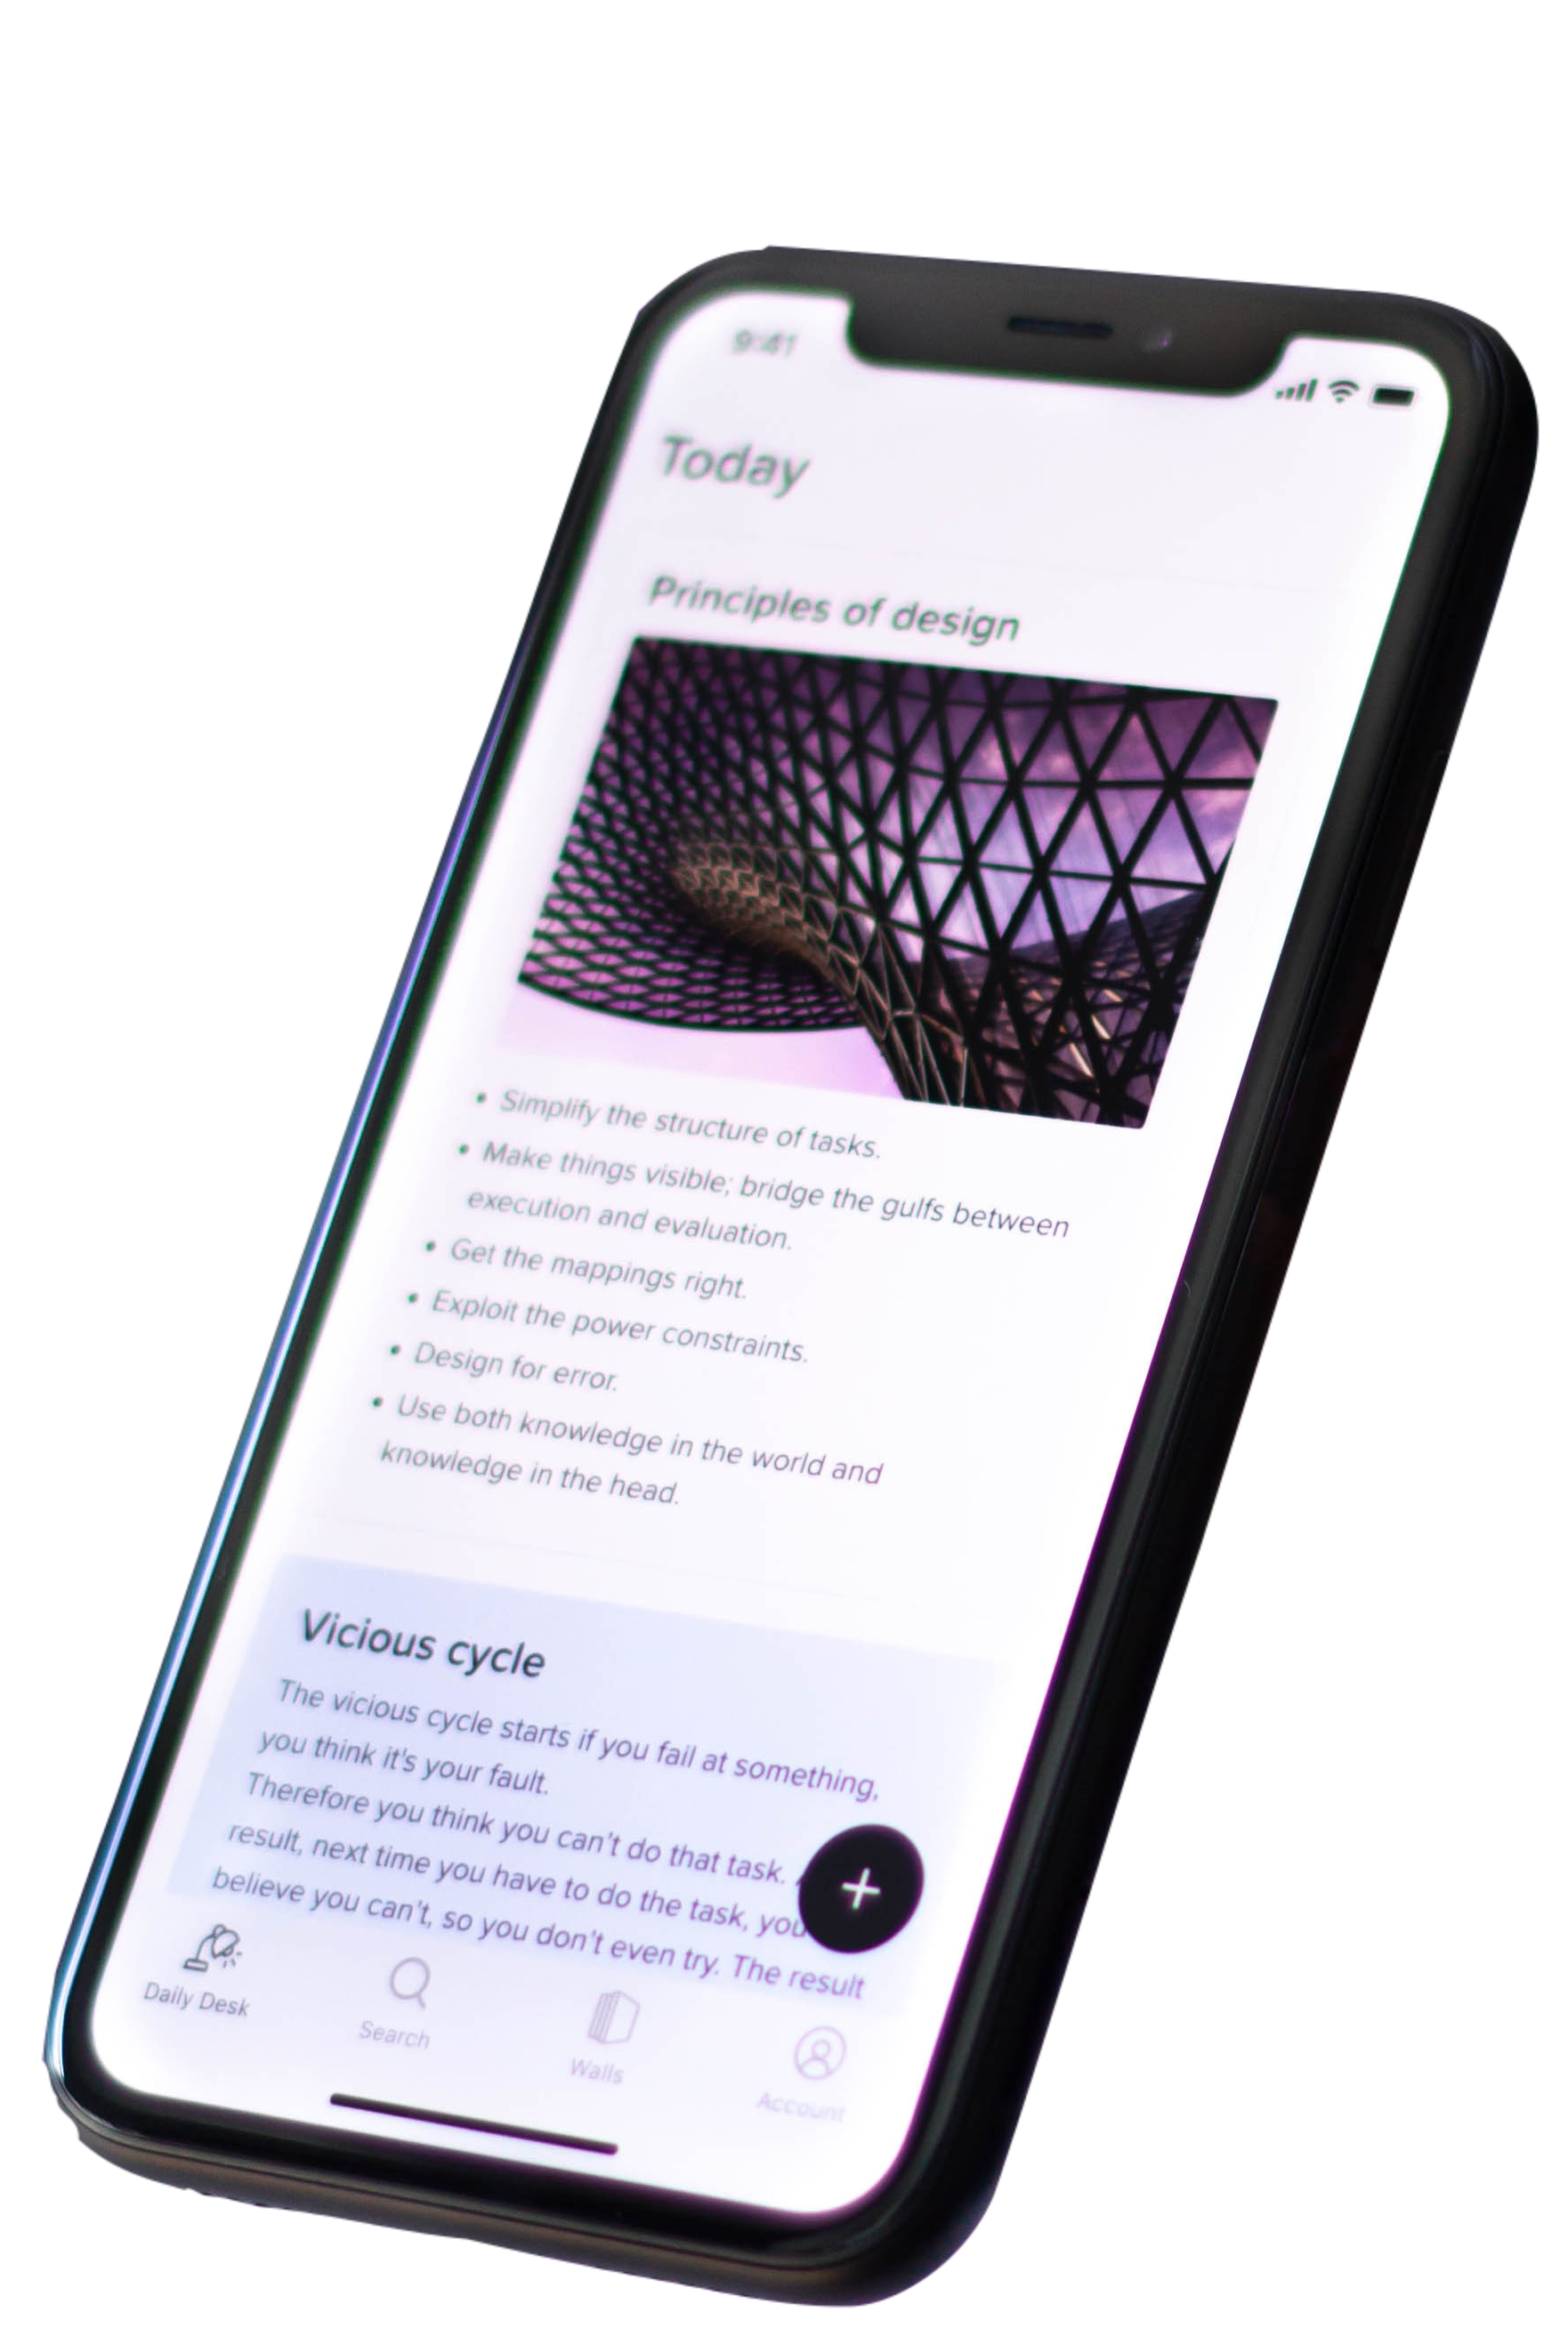 9:41
Today
Principles of design
• Simplify the structure of tasks.
• Make things visible; bridge the gulfs between
execution and evaluation.
• Get the mappings right.
• Exploit the power constraints.
• Design for error.
• Use both knowledge in the world and
knowledge in the head.
Vicious cycle
The vicious cycle starts if you fail at something,
you think it's your fault.
Therefore you think you can't do that task.
result, next time you have to do the task, you
believe you can't, so you don't even try. The result
+
Daily Desk
Search
Walls
Account